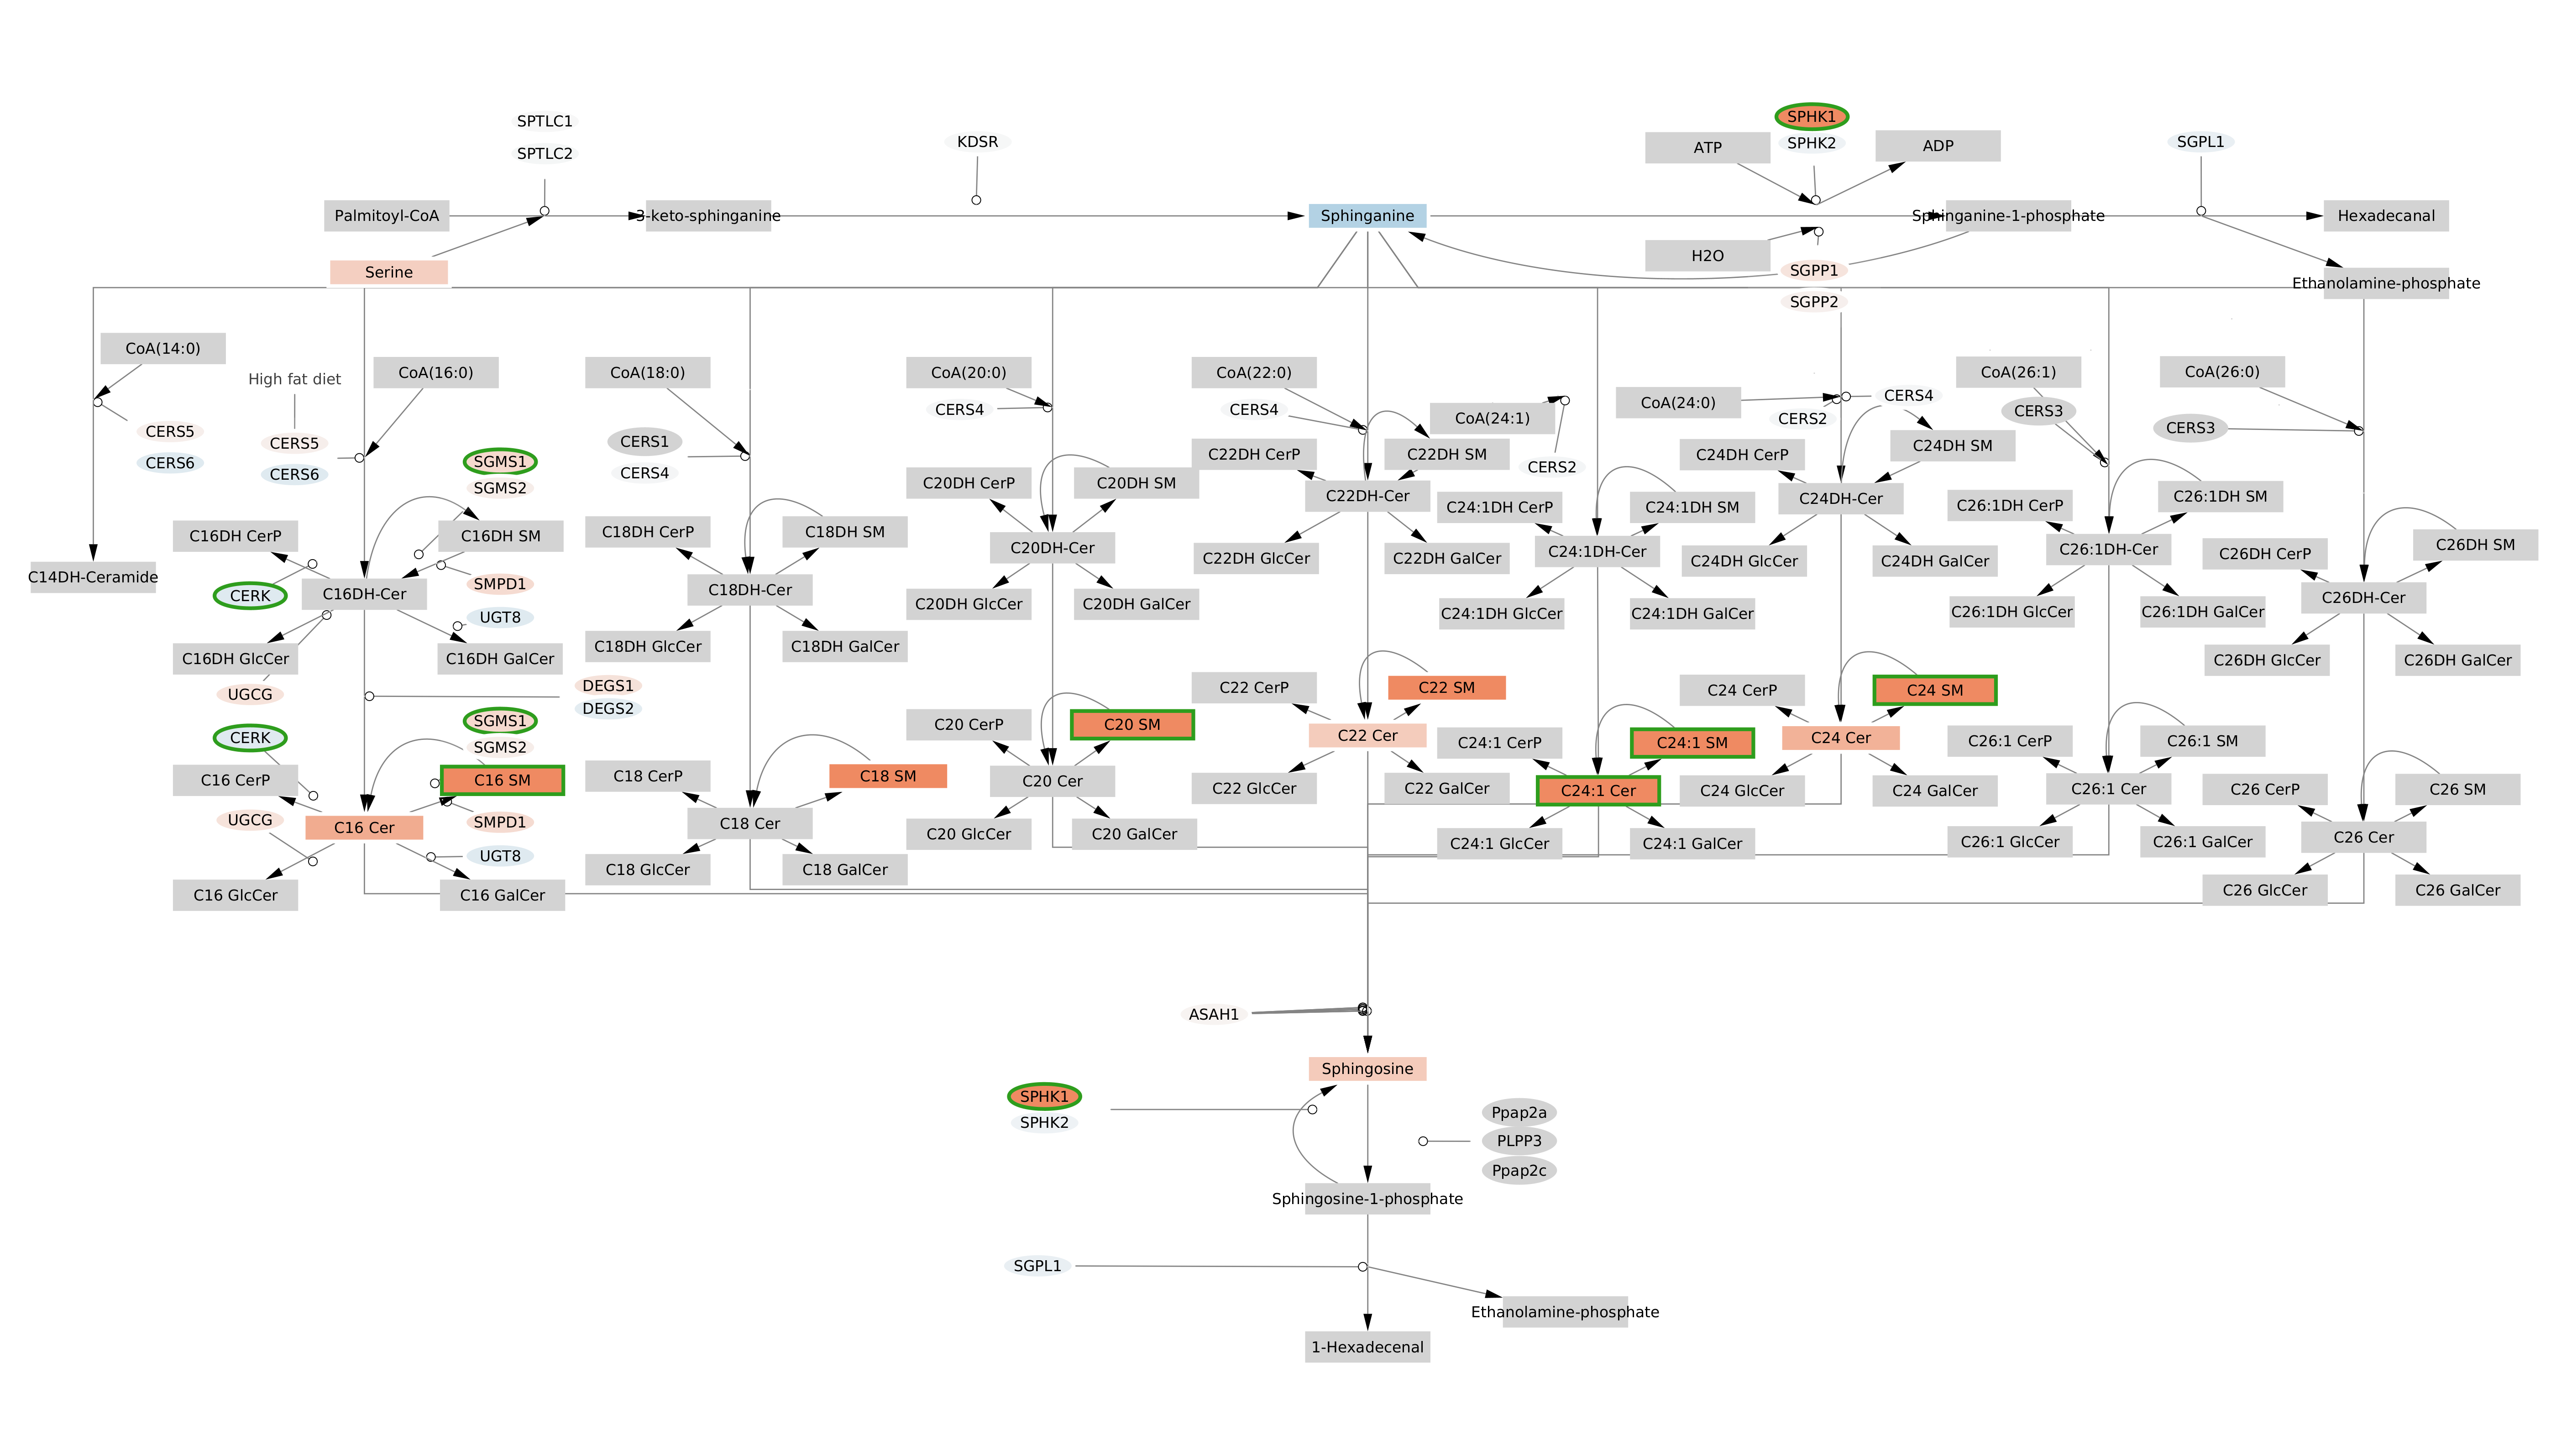 SPTLC1
SPTLC2
KDSR
SPHK1
SPHK2
ATP
ADP
SGPL1
Palmitoyl-CoA
3-keto-sphinganine
Sphinganine
Sphinganine-1-phosphate
Hexadecanal
H2O
Serine
SGPP1
SGPP2
Ethanolamine-phosphate
CoA(14:0)
High fat diet
CoA(16:0)
CoA(18:0)
CoA(20:0)
CoA(22:0)
CoA(24:1)
CoA(24:0)
CoA(26:1)
CoA(26:0)
CERS5
CERS6
CERS5
CERS6
CERS1
CERS4
CERS4
CERS4
CERS2
CERS2
CERS4
CERS3
CERS3
SGMS1
SGMS2
C16DH CerP
C16DH SM
C14DH-Ceramide
CERK
C16DH-Cer
SMPD1
UGT8
C16DH GlcCer
C16DH GalCer
UGCG
DEGS1
DEGS2
C18DH CerP
C18DH SM
C18DH-Cer
C18DH GlcCer
C18DH GalCer
C20DH CerP
C20DH SM
C20DH-Cer
C20DH GlcCer
C20DH GalCer
C22DH CerP
C22DH SM
C22DH-Cer
C22DH GlcCer
C22DH GalCer
C24:1DH CerP
C24:1DH SM
C24:1DH-Cer
C24:1DH GlcCer
C24:1DH GalCer
C24DH CerP
C24DH SM
C24DH-Cer
C24DH GlcCer
C24DH GalCer
C26:1DH CerP
C26:1DH SM
C26:1DH-Cer
C26:1DH GlcCer
C26:1DH GalCer
C26DH CerP
C26DH SM
C26DH-Cer
C26DH GlcCer
C26DH GalCer
CERK
SGMS1
SGMS2
C16 CerP
C16 SM
UGCG
C16 Cer
SMPD1
UGT8
C16 GlcCer
C16 GalCer
C18 CerP
C18 SM
C18 Cer
C18 GlcCer
C18 GalCer
C20 CerP
C20 SM
C20 Cer
C20 GlcCer
C20 GalCer
C22 CerP
C22 SM
C22 Cer
C22 GlcCer
C22 GalCer
C24:1 CerP
C24:1 SM
C24:1 Cer
C24:1 GlcCer
C24:1 GalCer
C24 CerP
C24 SM
C24 Cer
C24 GlcCer
C24 GalCer
C26:1 CerP
C26:1 SM
C26:1 Cer
C26:1 GlcCer
C26:1 GalCer
C26 CerP
C26 SM
C26 Cer
C26 GlcCer
C26 GalCer
ASAH1
Sphingosine
SPHK1
SPHK2
Ppap2a
PLPP3
Ppap2c
Sphingosine-1-phosphate
SGPL1
Ethanolamine-phosphate
1-Hexadecenal